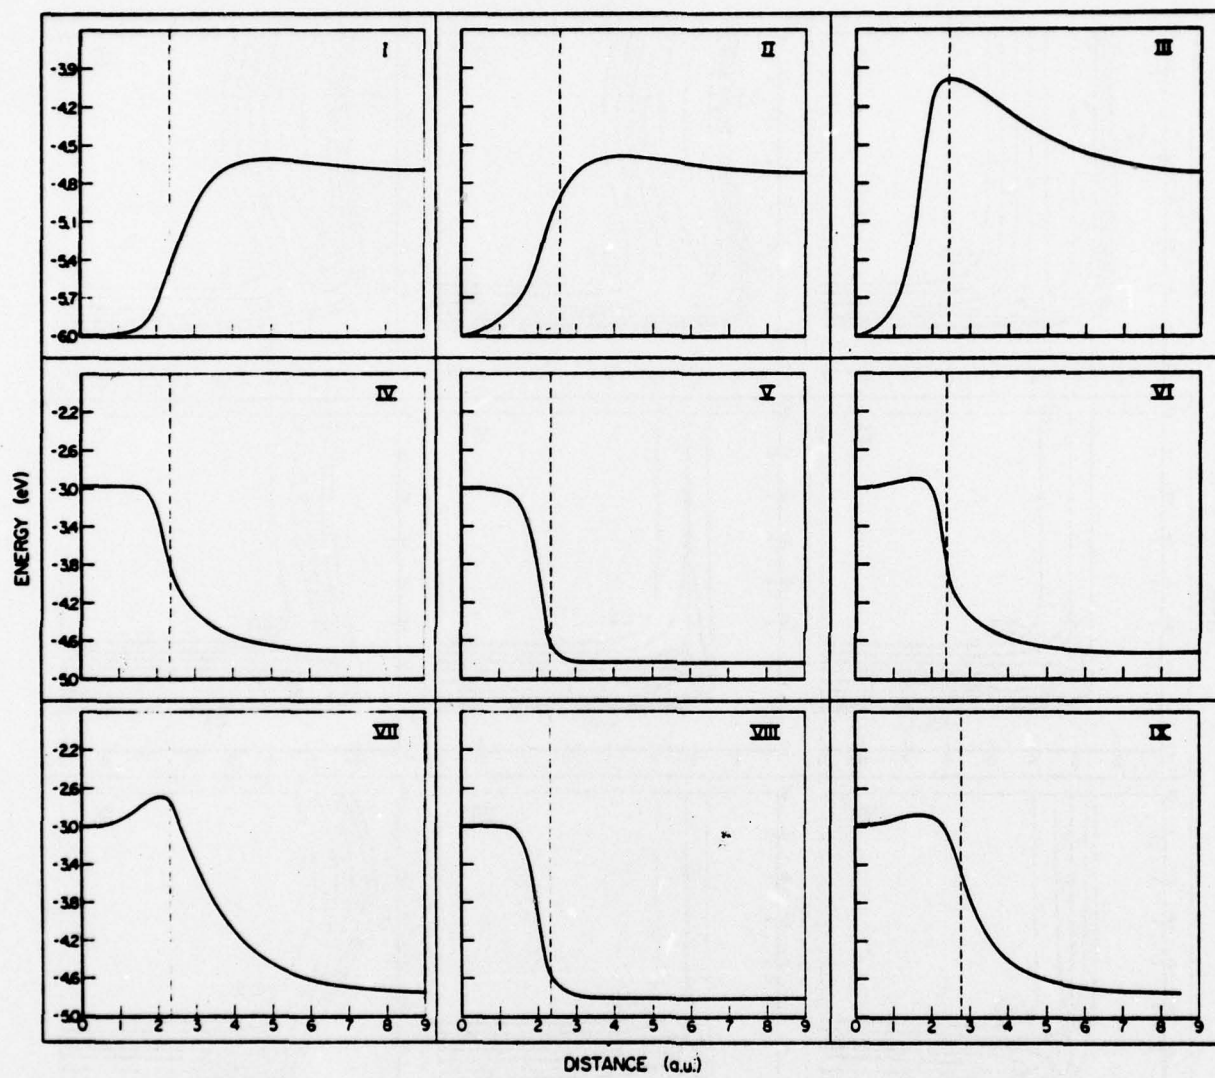 I
II
III
-3.9
-4.2
-4.5
-4.8
-5.1
-5.4
-5.7
-6.0
IV
V
VI
-2.2
-2.6
-3.0
-3.4
-3.8
-4.2
-4.6
-5.0
VII
VIII
IX
-2.2
-2.6
-3.0
-3.4
-3.8
-4.2
-4.6
-5.0
0 1 2 3 4 5 6 7 8 9
0 1 2 3 4 5 6 7 8 9
0 1 2 3 4 5 6 7 8 9
ENERGY (eV)
DISTANCE (a.u.)